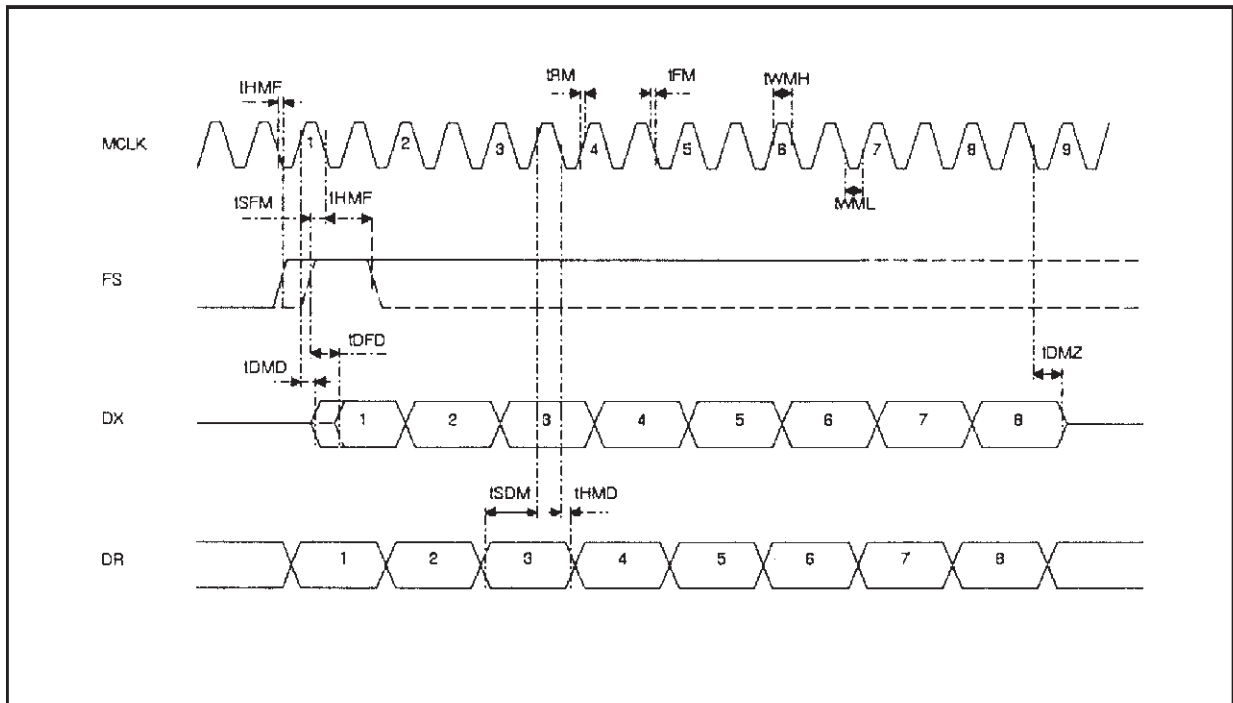 tRM tFM tWMH
tHMF
MCLK 1 2 3 4 5 6 7 8 9
tSFM tHMF tWML
FS
tDFD
tDMD tDMZ
DX 1 2 3 4 5 6 7 8
tSDM tHMD
DR 1 2 3 4 5 6 7 8